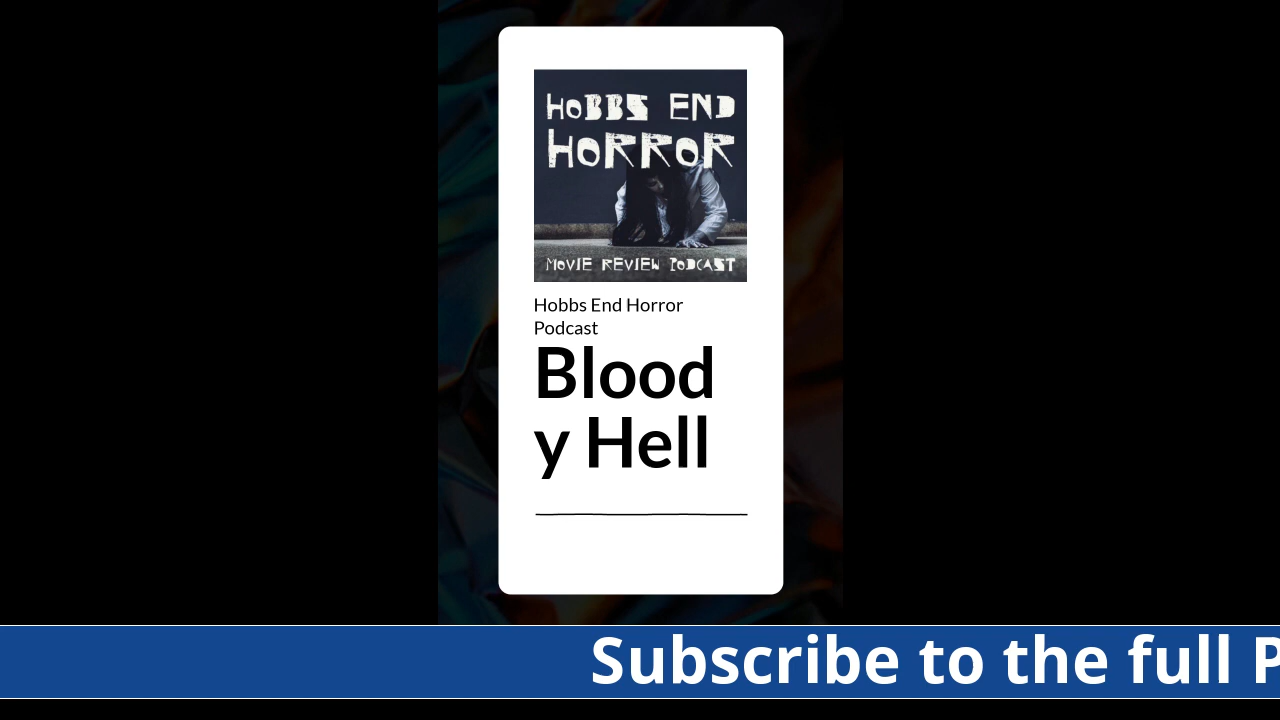 HoBBS END
HoRRoR
MoVIE REVIEW PoDCAST
Hobbs End Horror
Podcast
Blood
y Hell
Subscribe to the full P